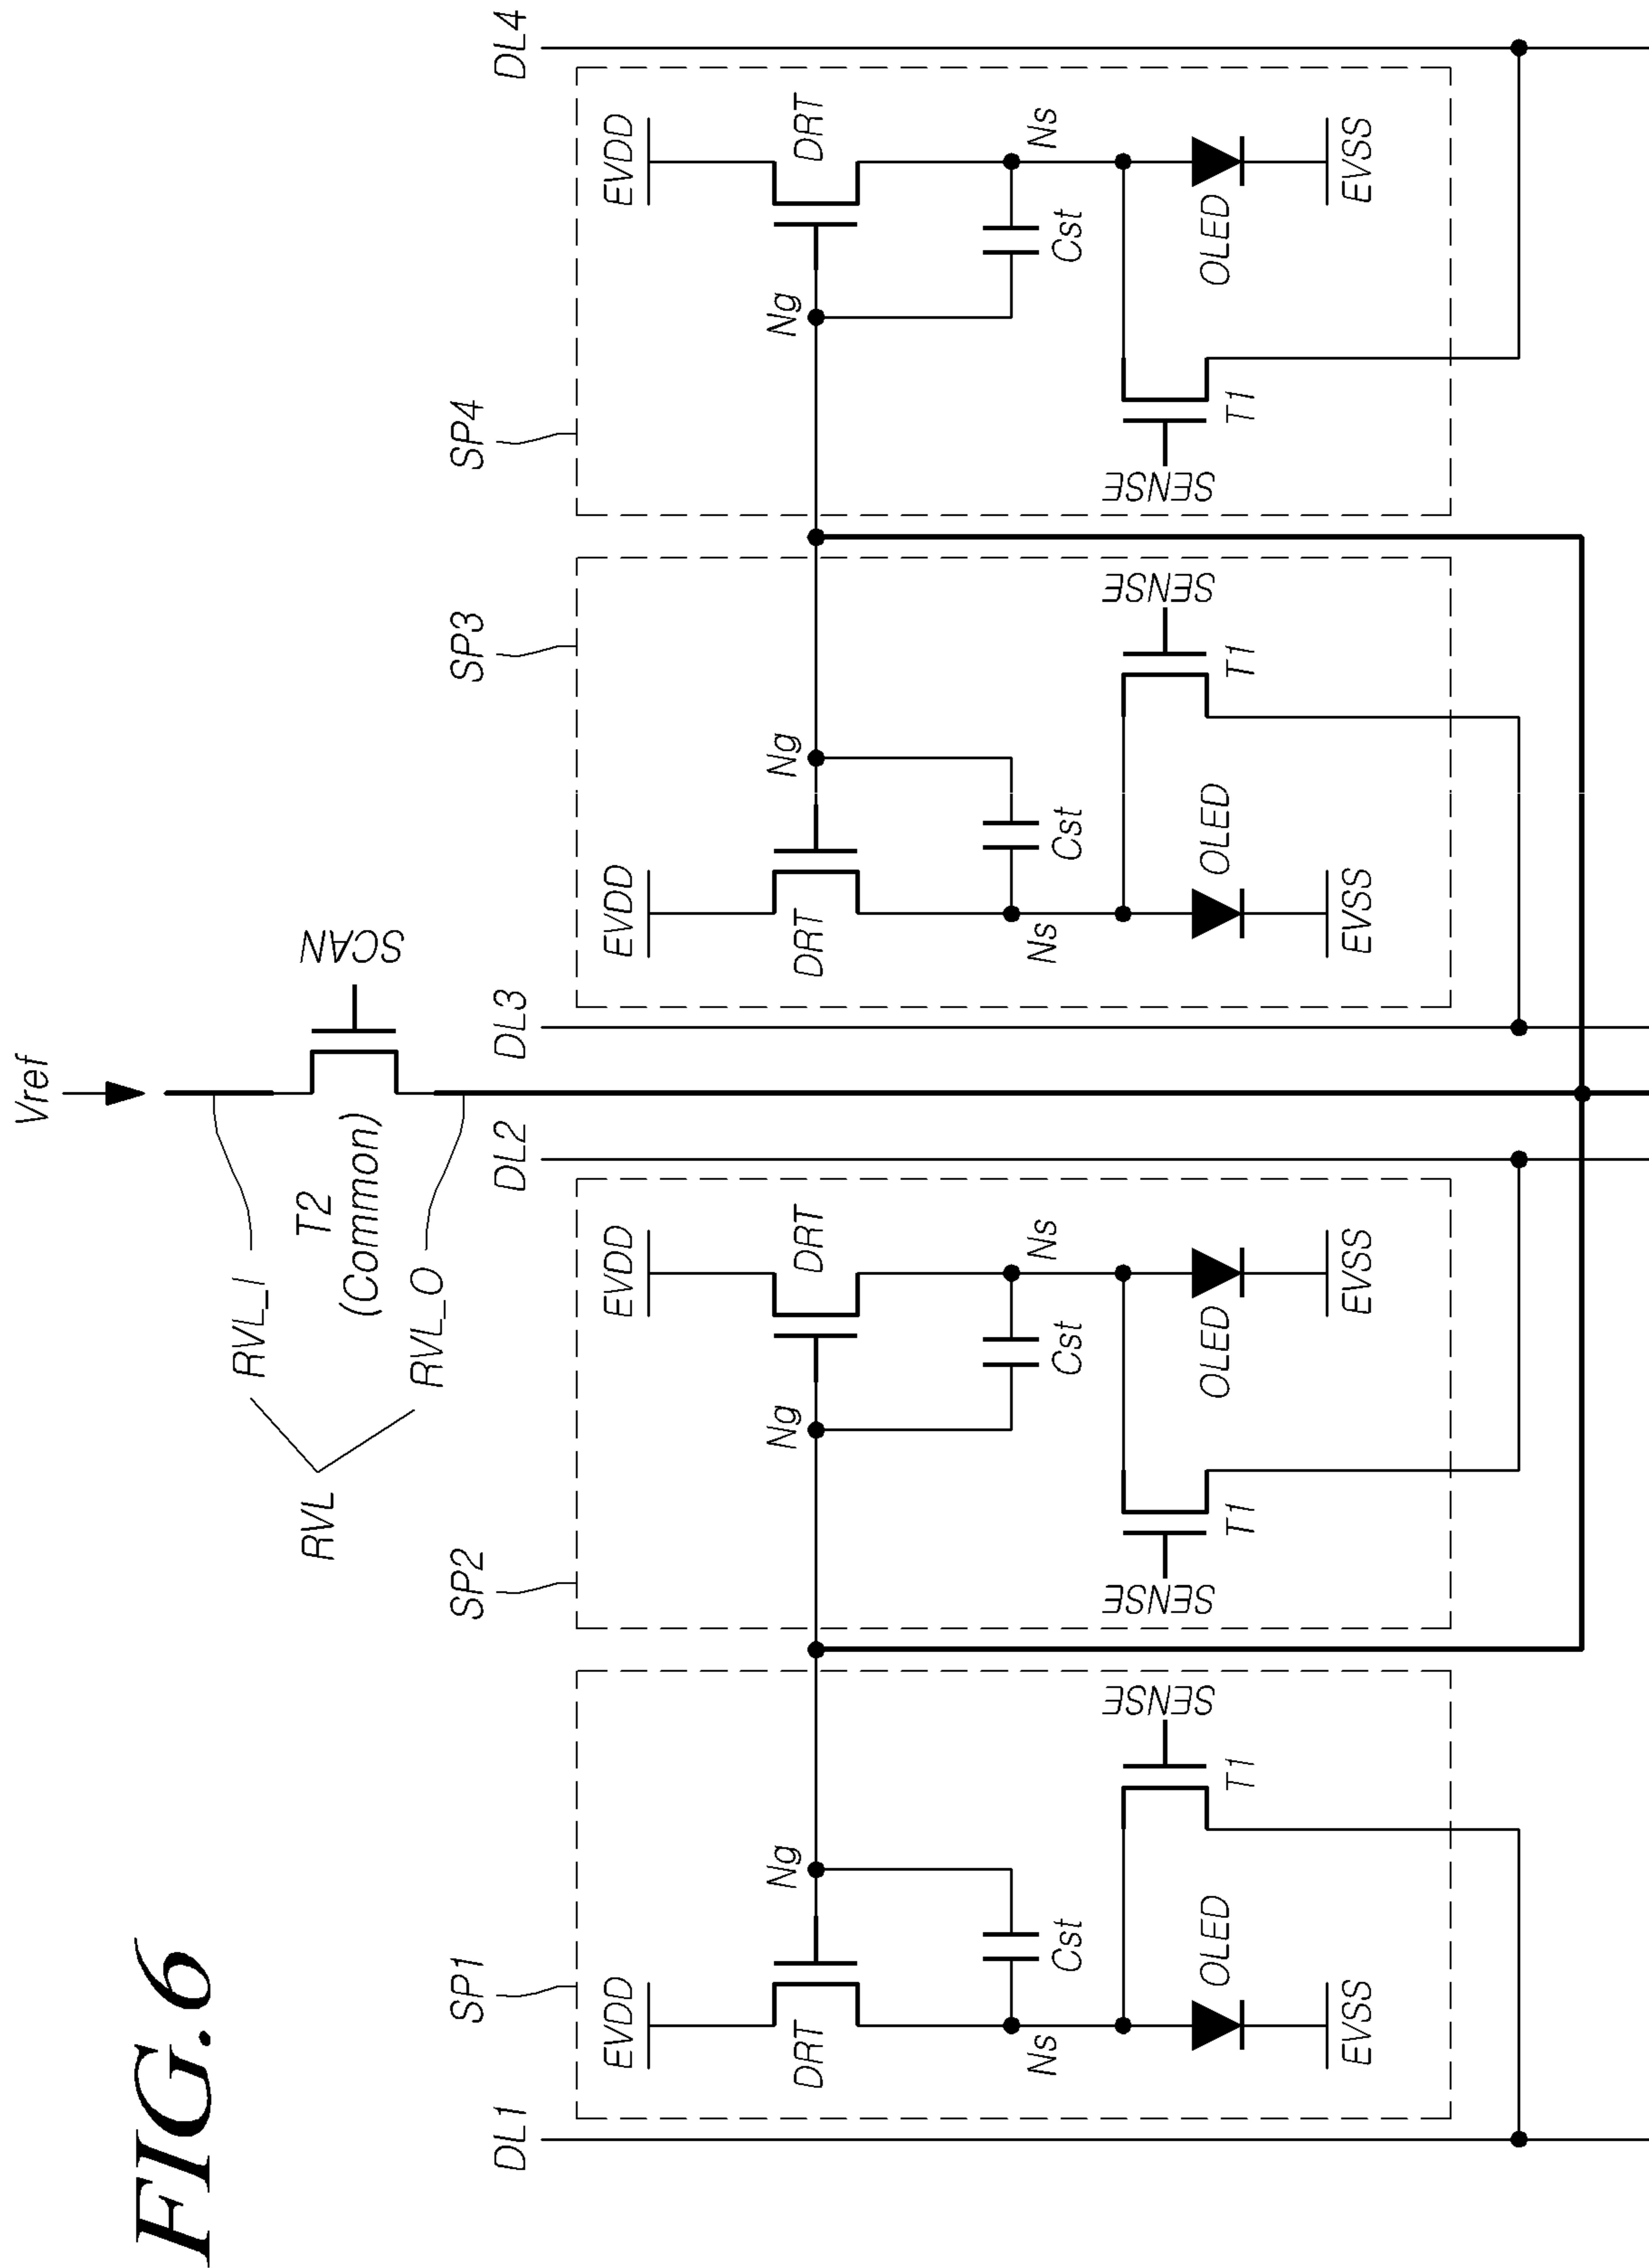 FIG.6
Vref
RVL_I
RVL
T2
(Common)
SCAN
RVL_O
SP1
SP2
SP3
SP4
DL1
DL2
DL3
DL4
EVDD
EVDD
EVDD
EVDD
DRT
Ng
Ng
DRT
DRT
Ng
Ng
DRT
Ns
Cst
Cst
Ns
Ns
Cst
Cst
Ns
SENSE
SENSE
SENSE
SENSE
OLED
T1
T1
OLED
OLED
T1
T1
OLED
EVSS
EVSS
EVSS
EVSS